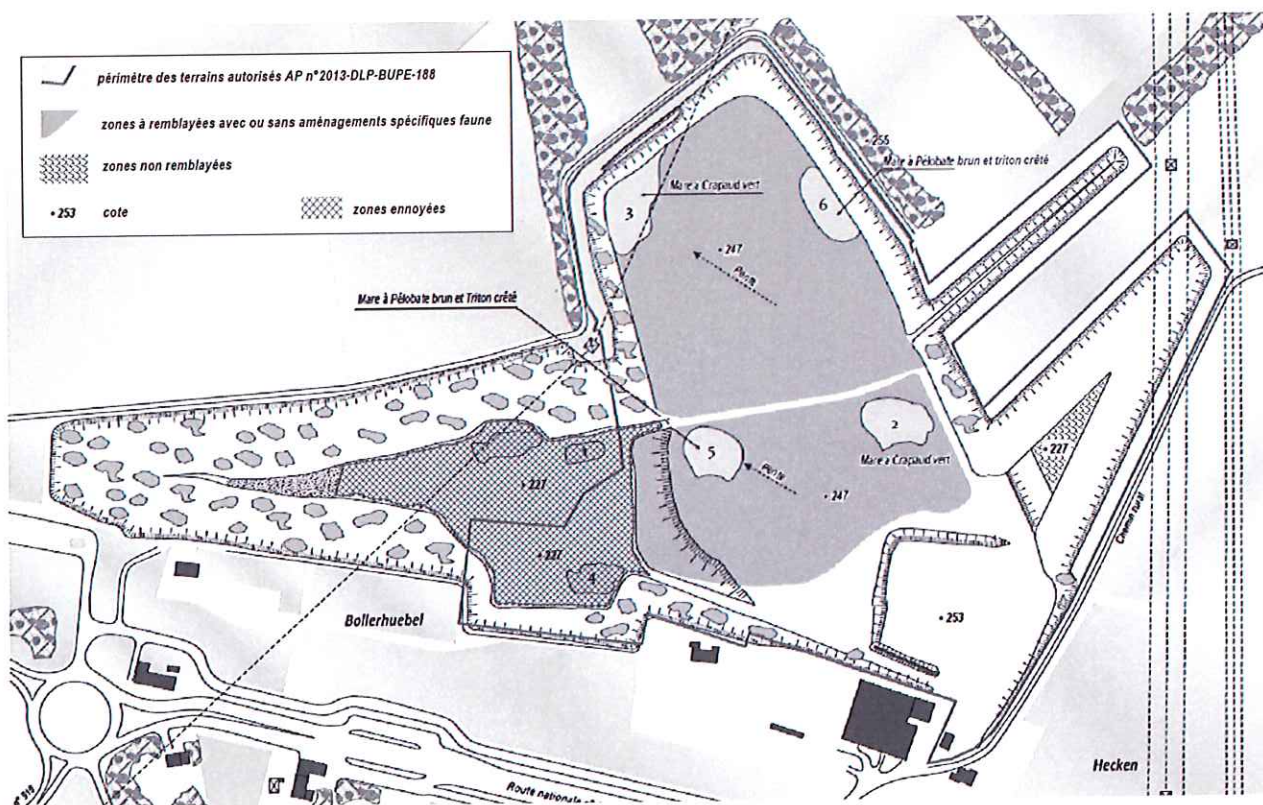 périmètre des terrains autorisés AP n°2013-DLP-BUPE-188
zones à remblayées avec ou sans aménagements spécifiques faune
zones non remblayées
• 253 cote
zones ennoyées
• 255
Mare à Pélobate brun et triton crêté
Mare à Crapaud vert
3
6
• 247
Pente
Mare à Pélobate brun et Triton crêté
2
Mare à Crapaud vert
5
Pente
• 247
• 227
• 227
• 227
4
• 253
Chemin rural
Bollerhuebel
Hecken
Route nationale